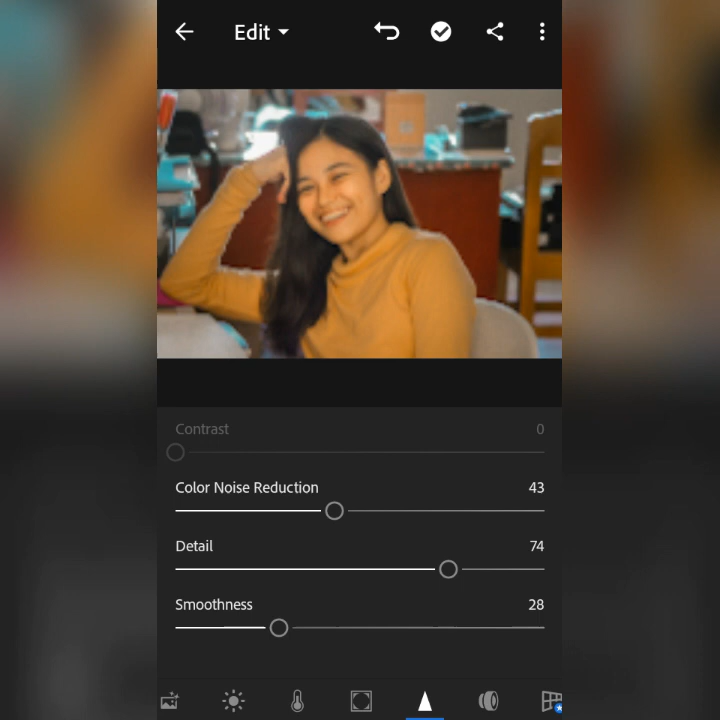 Edit
Contrast 0
Color Noise Reduction 43
Detail 74
Smoothness 28